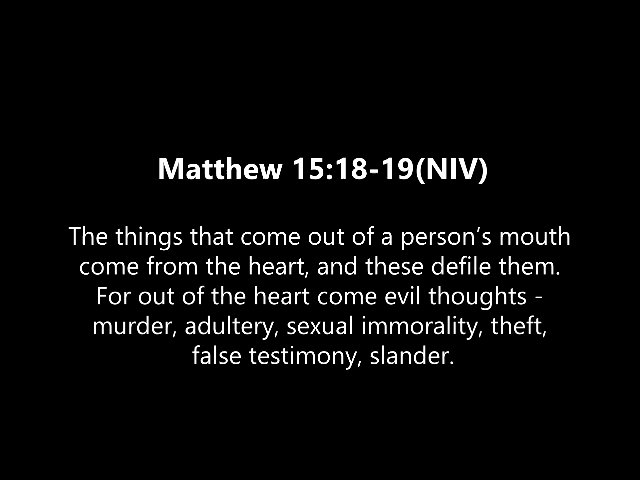 Matthew 15:18-19(NIV)
The things that come out of a person’s mouth
come from the heart, and these defile them.
For out of the heart come evil thoughts -
murder, adultery, sexual immorality, theft,
false testimony, slander.